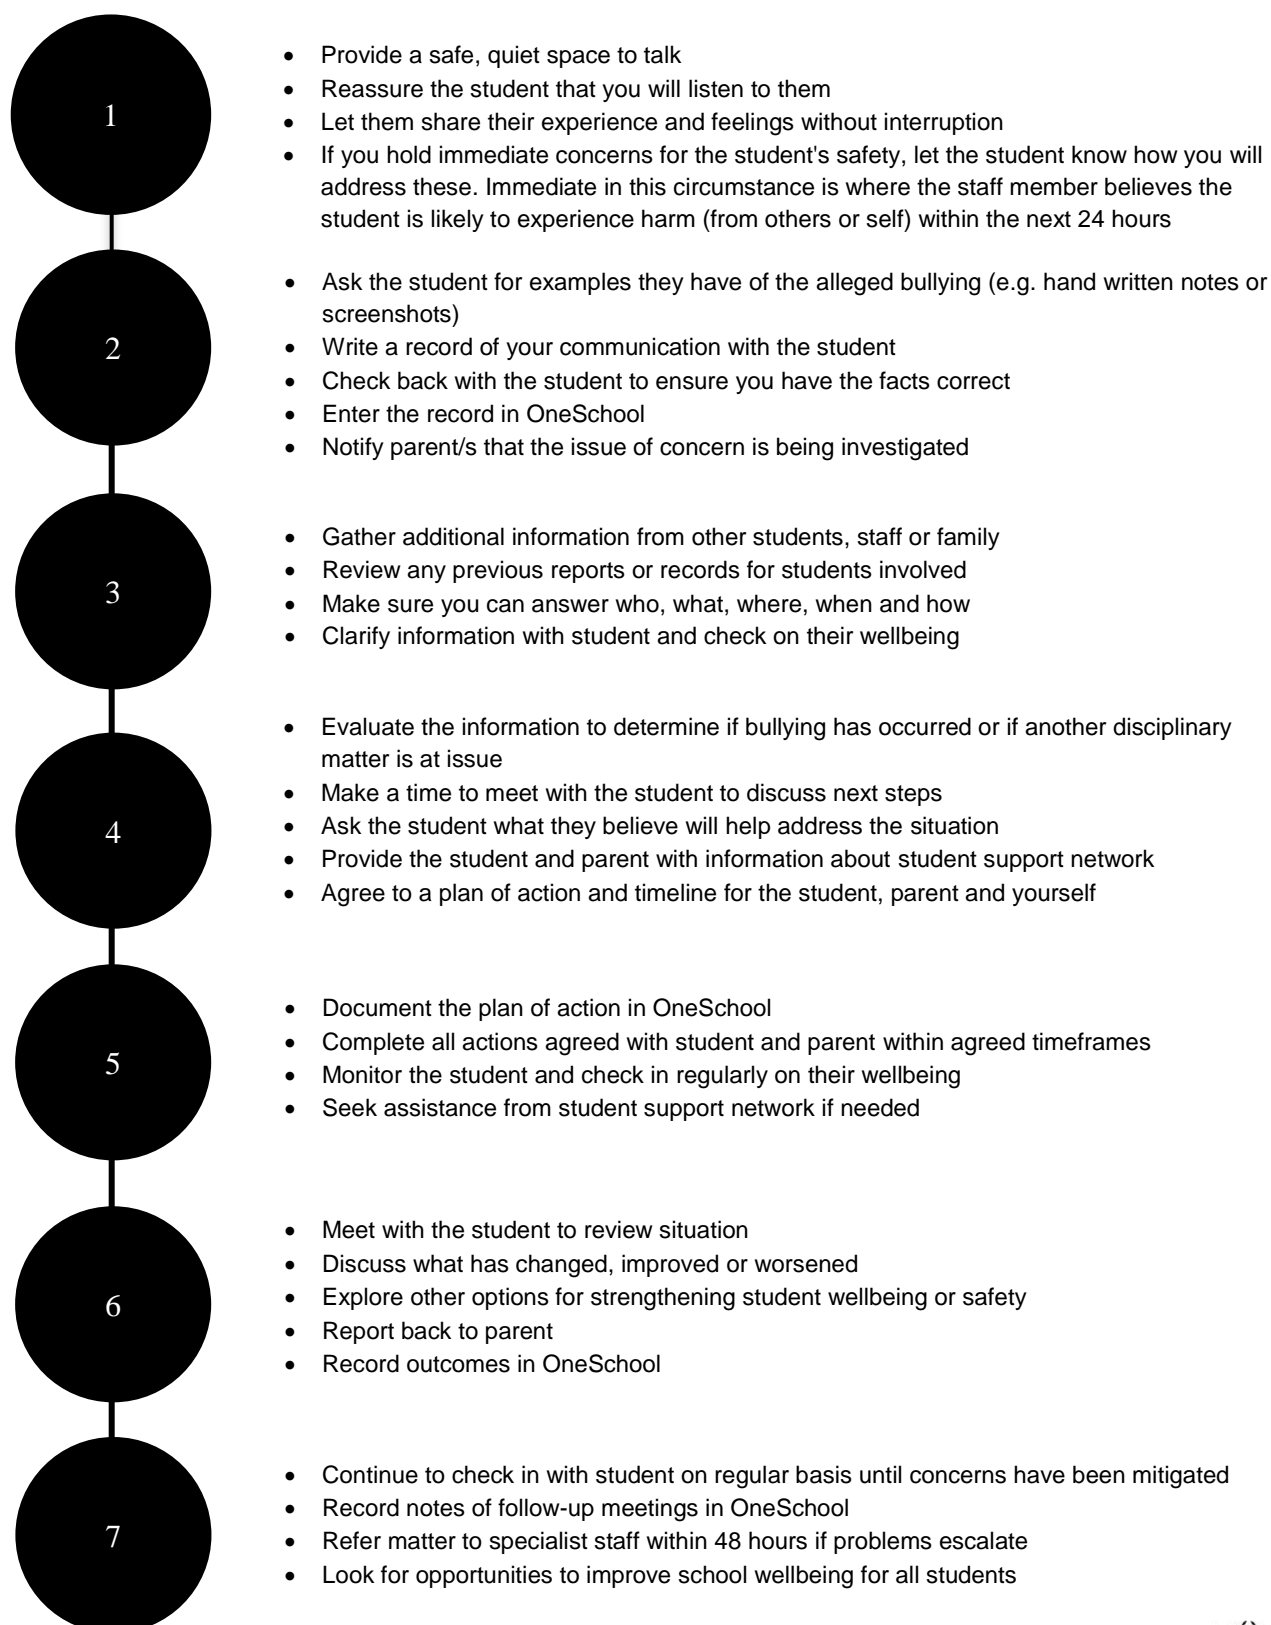 1
• Provide a safe, quiet space to talk
• Reassure the student that you will listen to them
• Let them share their experience and feelings without interruption
• If you hold immediate concerns for the student's safety, let the student know how you will
address these. Immediate in this circumstance is where the staff member believes the
student is likely to experience harm (from others or self) within the next 24 hours
2
• Ask the student for examples they have of the alleged bullying (e.g. hand written notes or
screenshots)
• Write a record of your communication with the student
• Check back with the student to ensure you have the facts correct
• Enter the record in OneSchool
• Notify parent/s that the issue of concern is being investigated
3
• Gather additional information from other students, staff or family
• Review any previous reports or records for students involved
• Make sure you can answer who, what, where, when and how
• Clarify information with student and check on their wellbeing
4
• Evaluate the information to determine if bullying has occurred or if another disciplinary
matter is at issue
• Make a time to meet with the student to discuss next steps
• Ask the student what they believe will help address the situation
• Provide the student and parent with information about student support network
• Agree to a plan of action and timeline for the student, parent and yourself
5
• Document the plan of action in OneSchool
• Complete all actions agreed with student and parent within agreed timeframes
• Monitor the student and check in regularly on their wellbeing
• Seek assistance from student support network if needed
6
• Meet with the student to review situation
• Discuss what has changed, improved or worsened
• Explore other options for strengthening student wellbeing or safety
• Report back to parent
• Record outcomes in OneSchool
7
• Continue to check in with student on regular basis until concerns have been mitigated
• Record notes of follow-up meetings in OneSchool
• Refer matter to specialist staff within 48 hours if problems escalate
• Look for opportunities to improve school wellbeing for all students